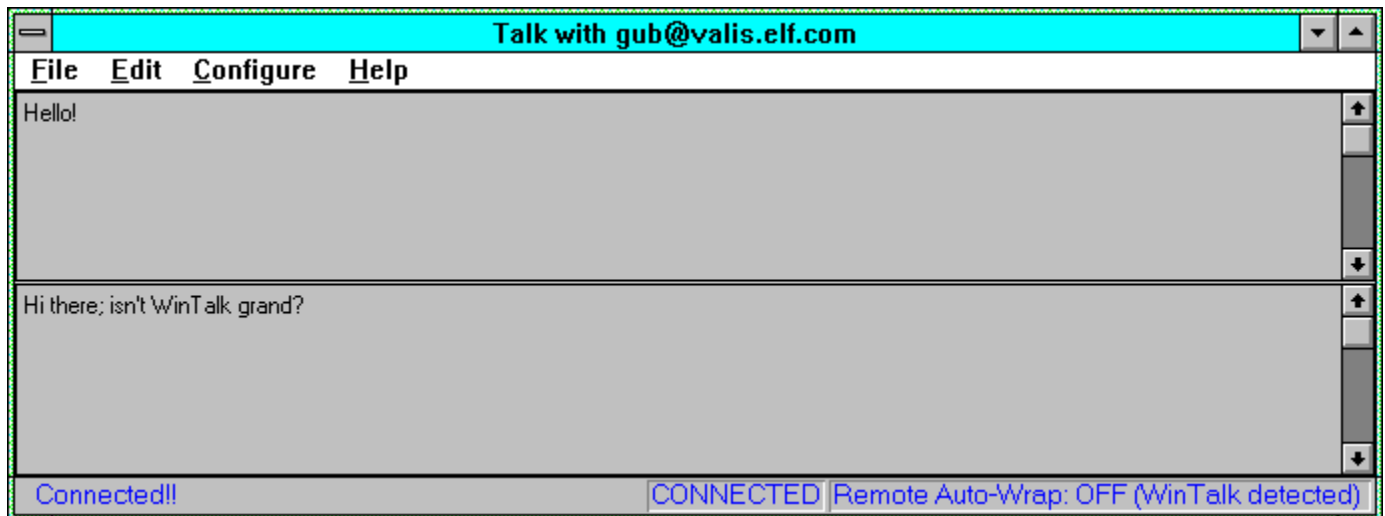 Talk with gub@valis.elf.com
File Edit Configure Help
Hello!
Hi there; isn't WinTalk grand?
Connected!! CONNECTED Remote Auto-Wrap: OFF (WinTalk detected)